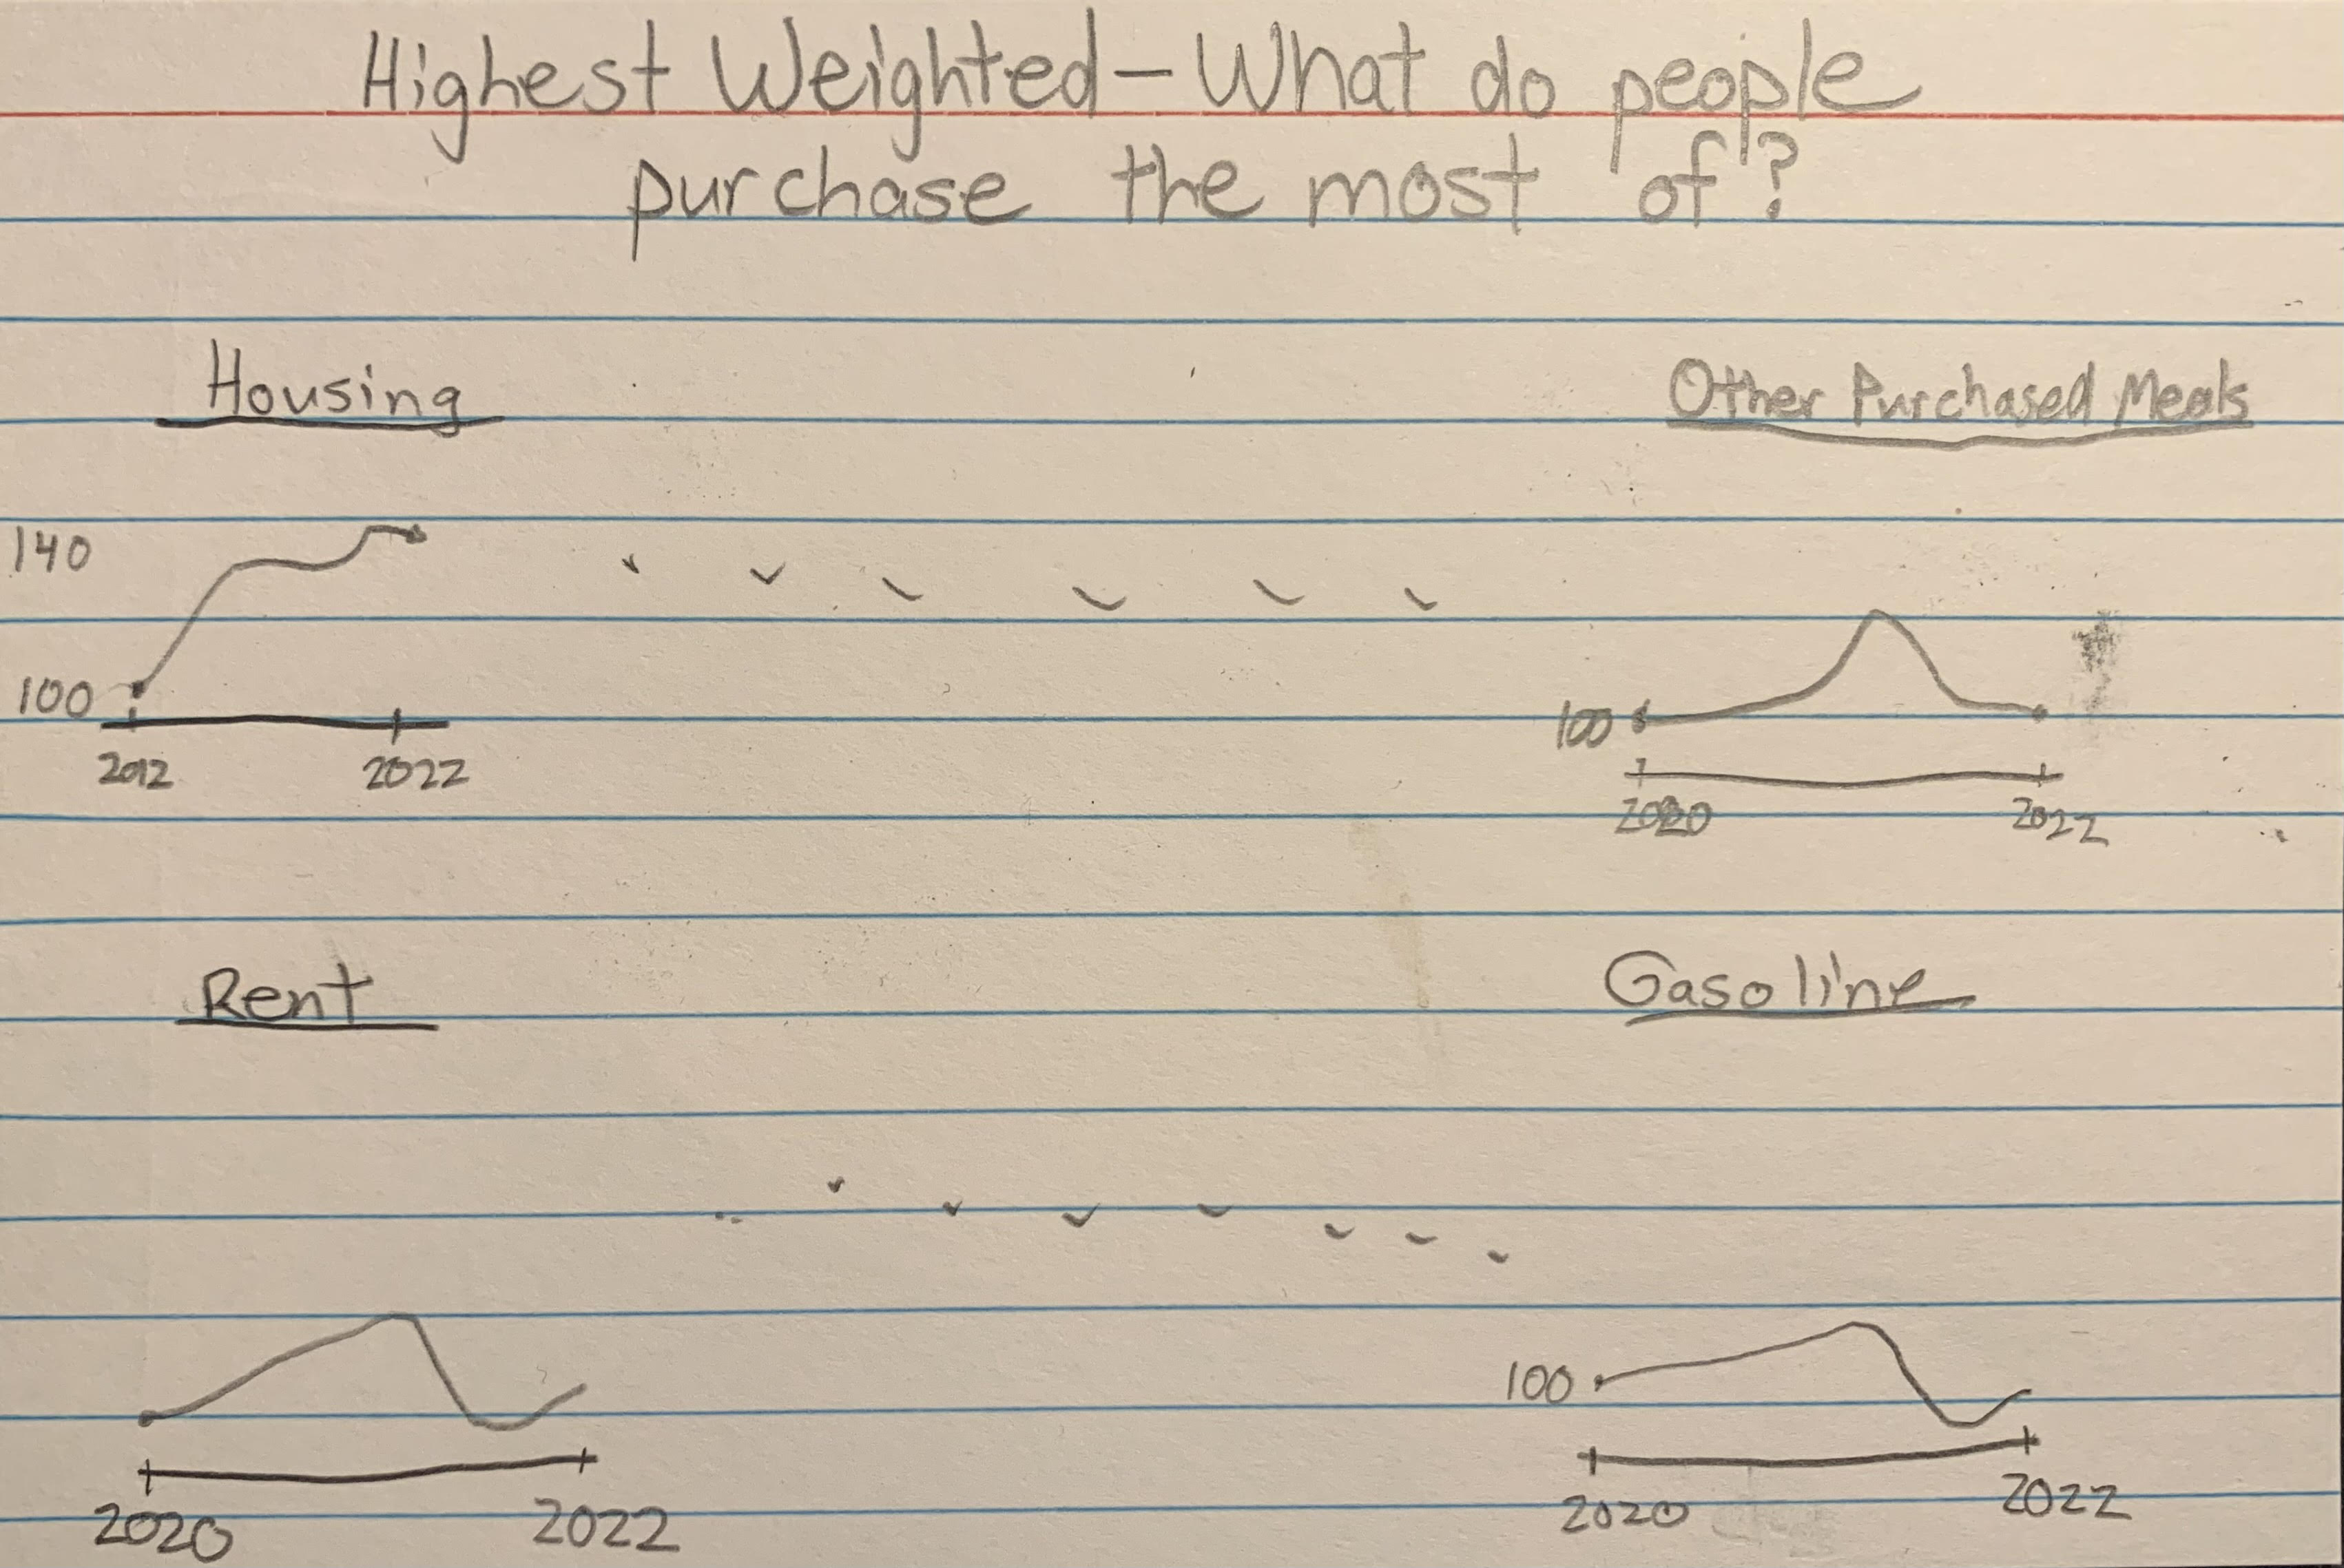 Highest Weighted – What do people
purchase the most of?
Housing
140
100
2012
2022
Other Purchased Meals
100
2020
2022
Rent
2020
2022
Gasoline
100
2020
2022